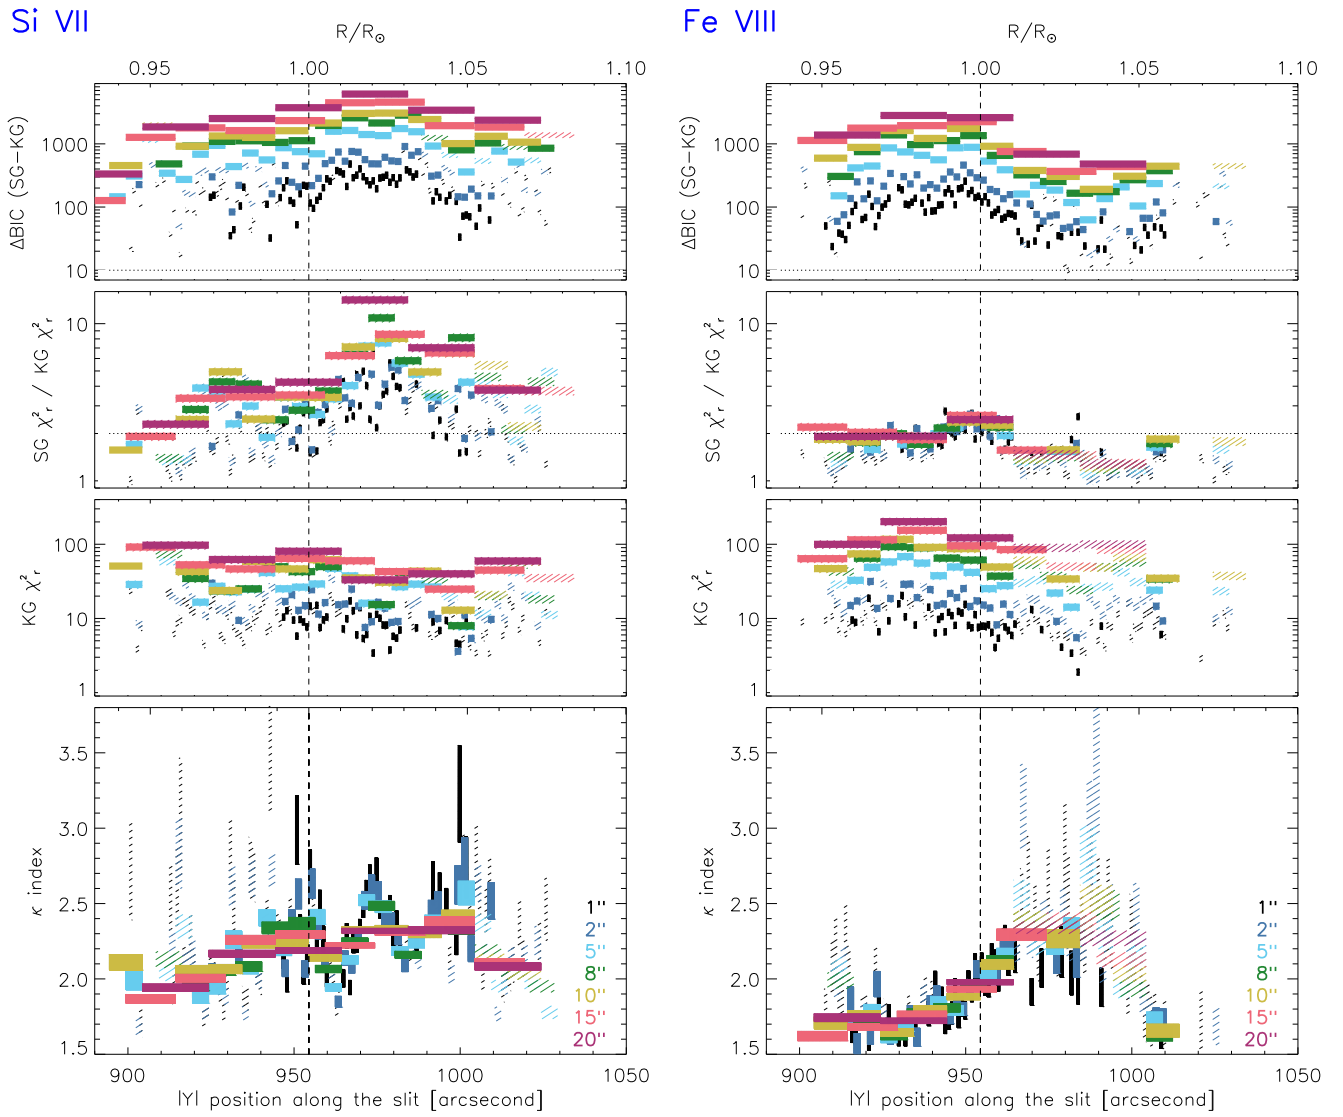 Si VII
Fe VIII
R/R☉
R/R☉
0.95 1.00 1.05 1.10
0.95 1.00 1.05 1.10
ΔBIC (SG−KG)
1000
100
10
ΔBIC (SG−KG)
1000
100
10
SG χ²r / KG χ²r
10
1
SG χ²r / KG χ²r
10
1
KG χ²r
100
10
1
KG χ²r
100
10
1
κ index
3.5
3.0
2.5
2.0
1.5
1''
2''
5''
8''
10''
15''
20''
κ index
3.5
3.0
2.5
2.0
1.5
1''
2''
5''
8''
10''
15''
20''
900 950 1000 1050
900 950 1000 1050
|Y| position along the slit [arcsecond]
|Y| position along the slit [arcsecond]